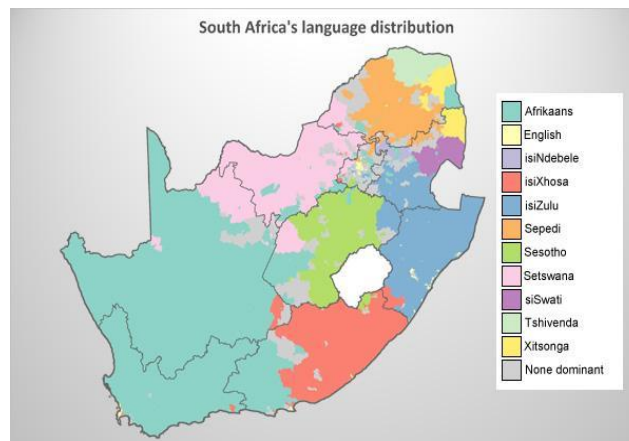 South Africa's language distribution
Afrikaans
English
isiNdebele
isiXhosa
isiZulu
Sepedi
Sesotho
Setswana
siSwati
Tshivenda
Xitsonga
None dominant